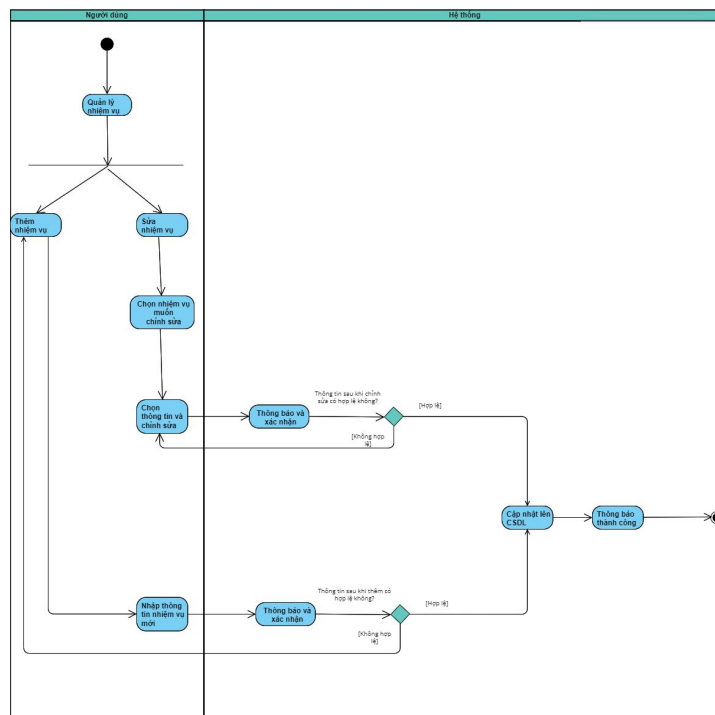 Người dùng
Hệ thống
Quản lý
nhiệm vụ
Thêm
nhiệm vụ
Sửa
nhiệm vụ
Chọn nhiệm vụ
muốn
chỉnh sửa
Chọn
thông tin và
chỉnh sửa
Thông báo và
xác nhận
Thông tin sau khi chỉnh
sửa có hợp lệ không?
[Hợp lệ]
[Không hợp
lệ]
Cập nhật lên
CSDL
Thông báo
thành công
Nhập thông
tin nhiệm vụ
mới
Thông báo và
xác nhận
Thông tin sau khi thêm có
hợp lệ không?
[Hợp lệ]
[Không hợp
lệ]